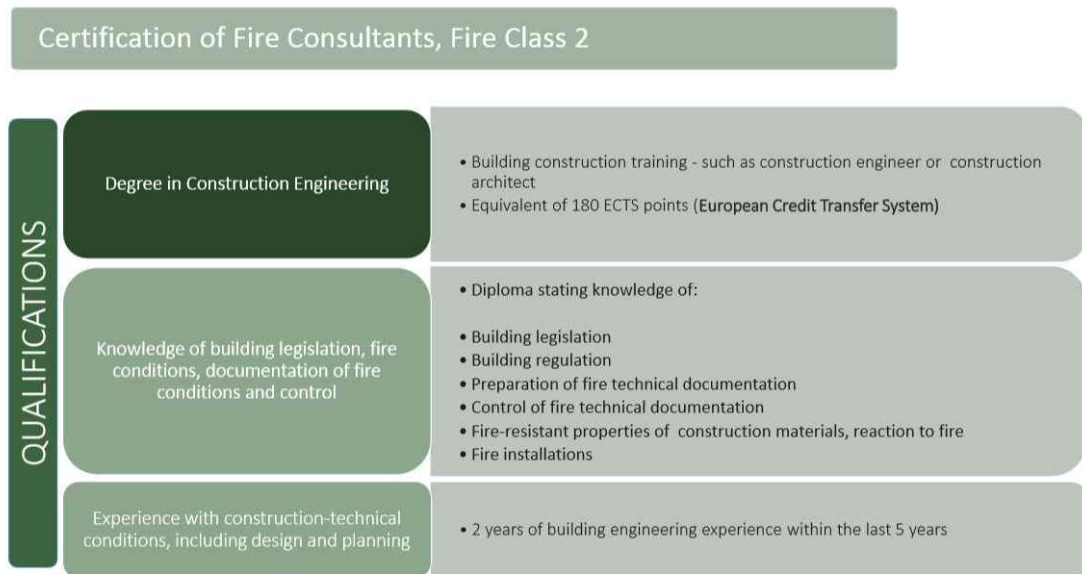 Certification of Fire Consultants, Fire Class 2
QUALIFICATIONS
Degree in Construction Engineering
• Building construction training - such as construction engineer or construction
architect
• Equivalent of 180 ECTS points (European Credit Transfer System)
Knowledge of building legislation, fire
conditions, documentation of fire
conditions and control
• Diploma stating knowledge of:
• Building legislation
• Building regulation
• Preparation of fire technical documentation
• Control of fire technical documentation
• Fire-resistant properties of construction materials, reaction to fire
• Fire installations
Experience with construction-technical
conditions, including design and planning
• 2 years of building engineering experience within the last 5 years